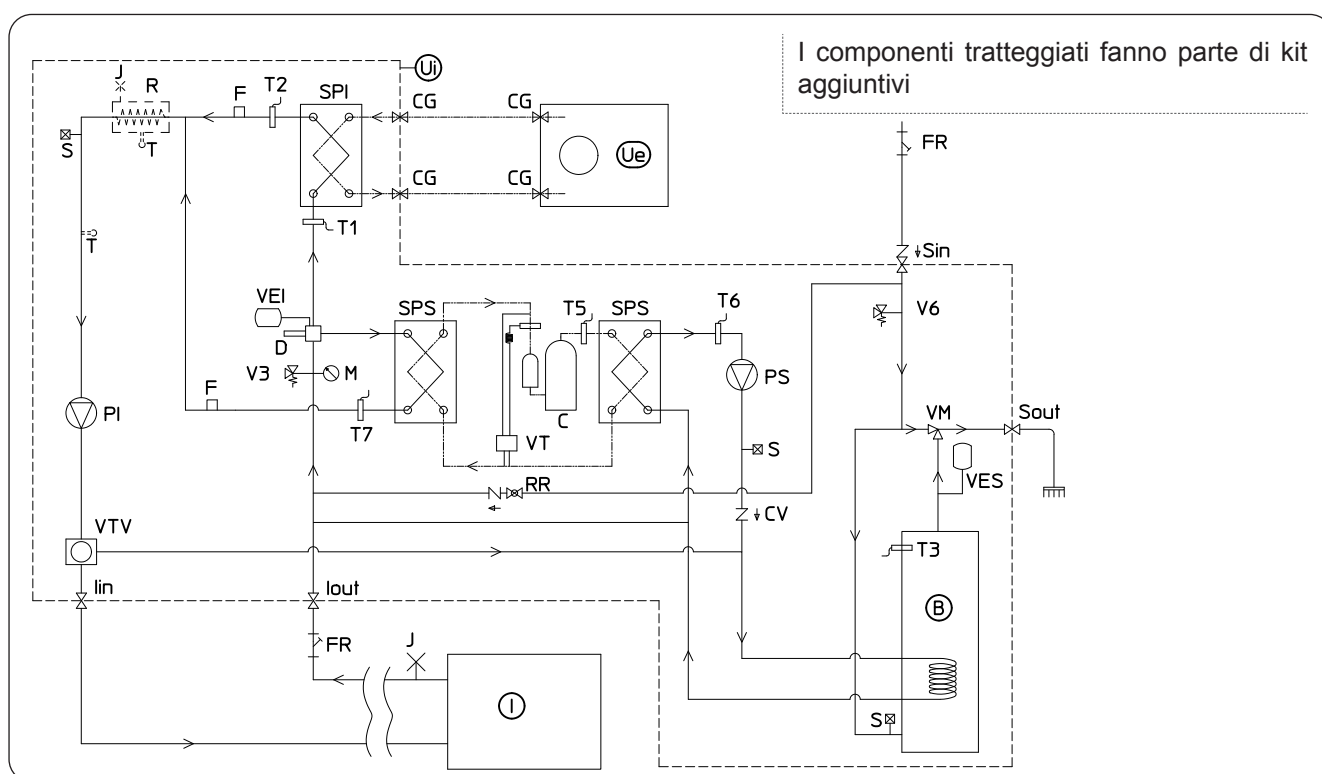 I componenti tratteggiati fanno parte di kit
aggiuntivi
Ui
J
R
F
T2
SPI
CG
CG
FR
S
T
Ue
CG
CG
T
T1
Sin
VEI
SPS
T5
SPS
T6
V6
D
V3
M
PS
PI
F
T7
C
VM
Sout
VT
S
VES
RR
VTV
CV
T3
Iin
Iout
B
FR
J
I
S